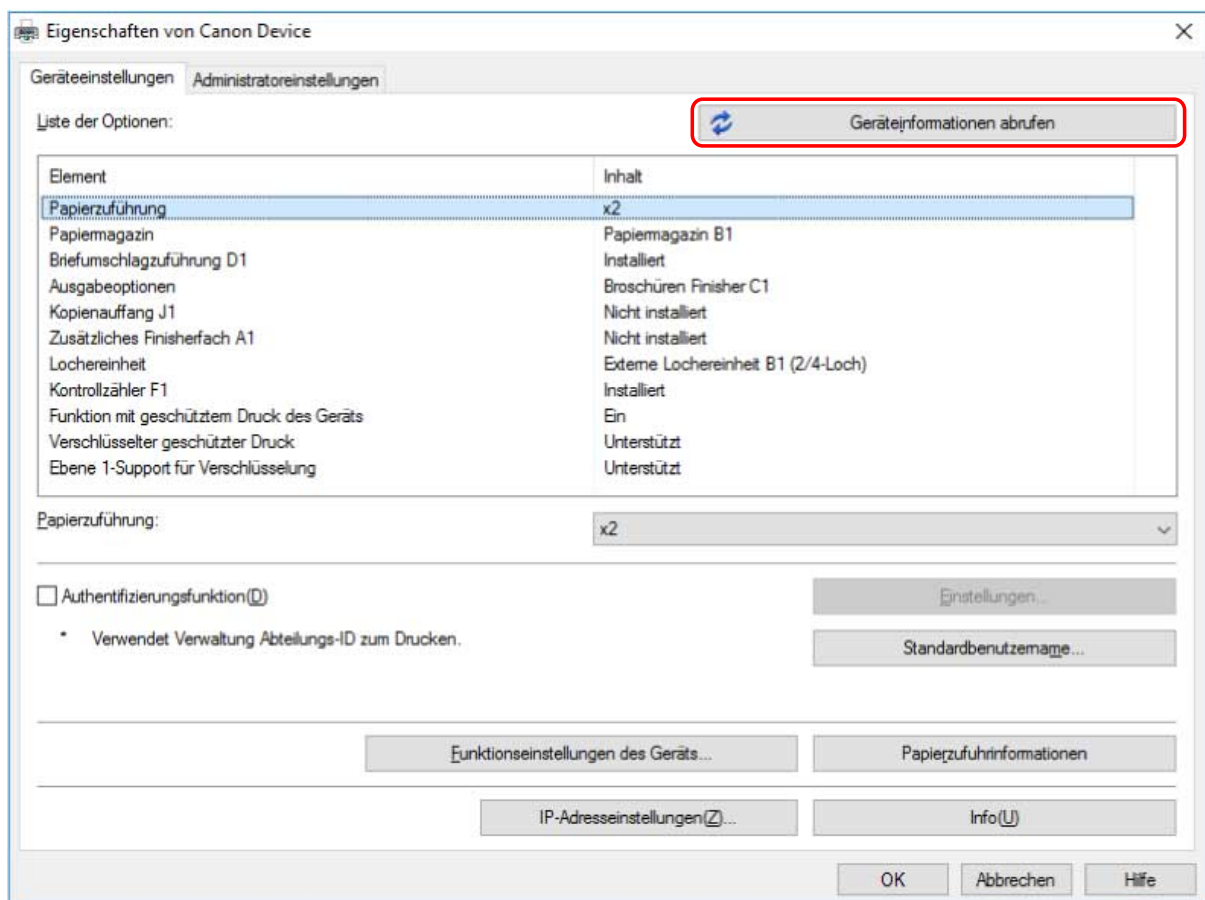 Eigenschaften von Canon Device
Geräteeinstellungen Administratoreinstellungen
Liste der Optionen: Geräteinformationen abrufen
Element Inhalt
Papierzuführung x2
Papiermagazin Papiermagazin B1
Briefumschlagzuführung D1 Installiert
Ausgabeoptionen Broschüren Finisher C1
Kopienauffang J1 Nicht installiert
Zusätzliches Finisherfach A1 Nicht installiert
Lochereinheit Externe Lochereinheit B1 (2/4-Loch)
Kontrollzähler F1 Installiert
Funktion mit geschütztem Druck des Geräts Ein
Verschlüsselter geschützter Druck Unterstützt
Ebene 1-Support für Verschlüsselung Unterstützt
Papierzuführung: x2
Authentifizierungsfunktion(D) Einstellungen...
* Verwendet Verwaltung Abteilungs-ID zum Drucken.
Standardbenutzername...
Funktionseinstellungen des Geräts... Papierzufuhrinformationen
IP-Adresseinstellungen(Z)... Info(U)
OK Abbrechen Hilfe